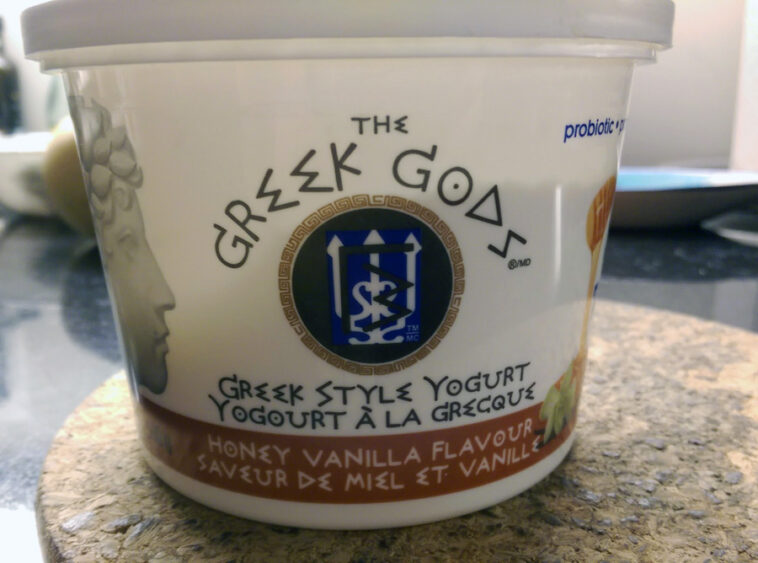 THE
GREEK GODS
®/MD
probiotic •
TM
MC
GREEK STYLE YOGURT
YOGOURT À LA GRECQUE
HONEY VANILLA FLAVOUR
SAVEUR DE MIEL ET VANILLE